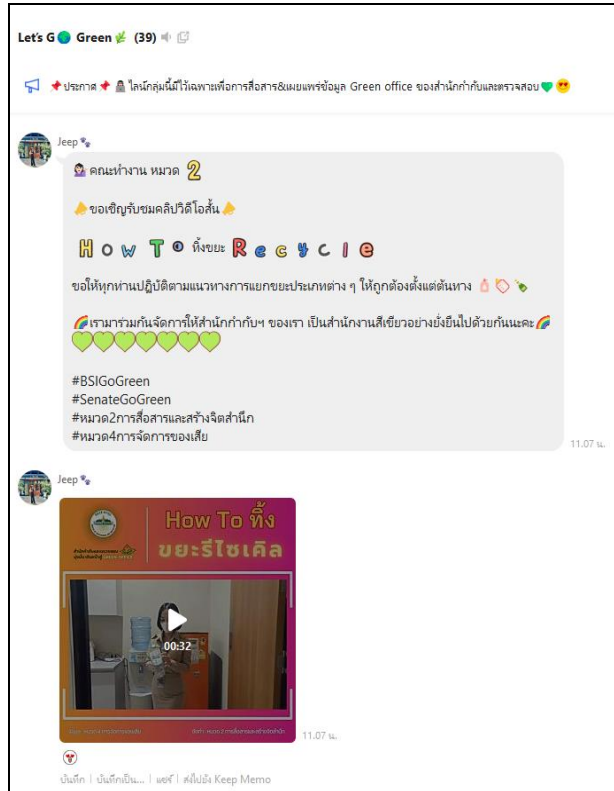 Let's G🌏 Green🌿 (39)
📌ประกาศ📌 ไลน์กลุ่มนี้มีไว้เฉพาะเพื่อการสื่อสาร&เผยแพร่ข้อมูล Green office ของสำนักกำกับและตรวจสอบ💚😍
Jeep🐾
💁🏻‍♀️ คณะทำงาน หมวด 2
📣ขอเชิญรับชมคลิปวิดีโอสั้น📣
How To ทิ้งขยะ Recycle
ขอให้ทุกท่านปฏิบัติตามแนวทางการแยกขยะประเภทต่าง ๆ ให้ถูกต้องตั้งแต่ต้นทาง
🌈เรามาร่วมกันจัดการให้สำนักกำกับฯ ของเรา เป็นสำนักงานสีเขียวอย่างยั่งยืนไปด้วยกันนะคะ🌈
💚💚💚💚💚💚💚
#BSIGoGreen
#SenateGoGreen
#หมวด2การสื่อสารและสร้างจิตสำนึก
#หมวด4การจัดการของเสีย
11.07 น.
Jeep🐾
How To ทิ้ง
ขยะรีไซเคิล
00:32
11.07 น.
บันทึก | บันทึกเป็น... | แชร์ | ส่งไปยัง Keep Memo